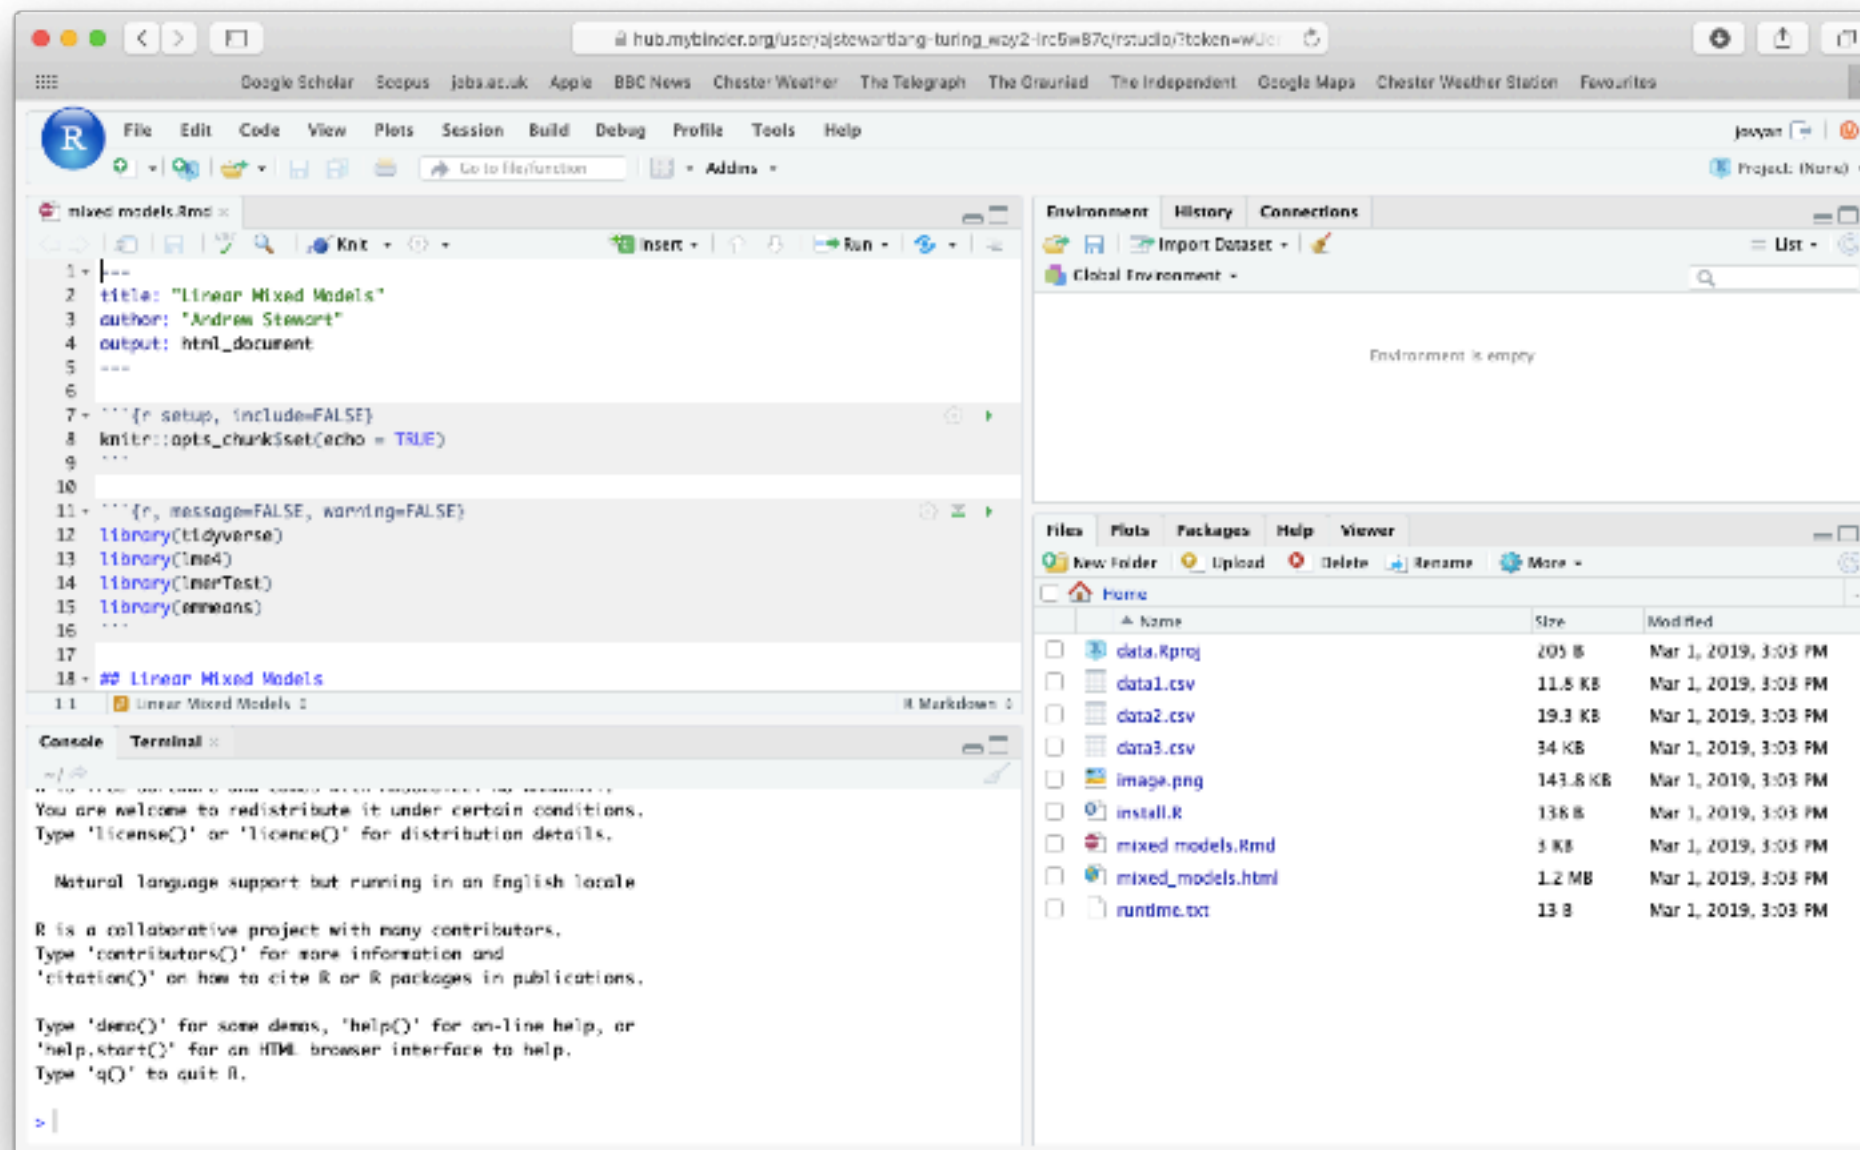 hub.mybinder.org/user/ajstewartlang-turing_way2-
Google Scholar Scopus jobs.ac.uk Apple BBC News Chester Weather The Telegraph The Grauniad The Independent Google Maps Chester Weather Station Favourites
R File Edit Code View Plots Session Build Debug Profile Tools Help jovyan
Go to file/function Addins Project: (None)
mixed models.Rmd
Knit Insert Run
1 ---
2 title: "Linear Mixed Models"
3 author: "Andrew Stewart"
4 output: html_document
5 ---
6
7 ```{r setup, include=FALSE}
8 knitr::opts_chunk$set(echo = TRUE)
9 ```
10
11 ```{r, message=FALSE, warning=FALSE}
12 library(tidyverse)
13 library(lme4)
14 library(lmerTest)
15 library(emmeans)
16 ```
17
18 ## Linear Mixed Models
1:1 Linear Mixed Models R Markdown
Console Terminal
~/
You are welcome to redistribute it under certain conditions.
Type 'license()' or 'licence()' for distribution details.
Natural language support but running in an English locale
R is a collaborative project with many contributors.
Type 'contributors()' for more information and
'citation()' on how to cite R or R packages in publications.
Type 'demo()' for some demos, 'help()' for on-line help, or
'help.start()' for an HTML browser interface to help.
Type 'q()' to quit R.
>
Environment History Connections
Import Dataset List
Global Environment
Environment is empty
Files Plots Packages Help Viewer
New Folder Upload Delete Rename More
Home
Name Size Modified
data.Rproj 205 B Mar 1, 2019, 3:03 PM
data1.csv 11.8 KB Mar 1, 2019, 3:03 PM
data2.csv 19.3 KB Mar 1, 2019, 3:03 PM
data3.csv 34 KB Mar 1, 2019, 3:03 PM
image.png 143.8 KB Mar 1, 2019, 3:03 PM
install.R 138 B Mar 1, 2019, 3:03 PM
mixed models.Rmd 3 KB Mar 1, 2019, 3:03 PM
mixed_models.html 1.2 MB Mar 1, 2019, 3:03 PM
runtime.txt 13 B Mar 1, 2019, 3:03 PM